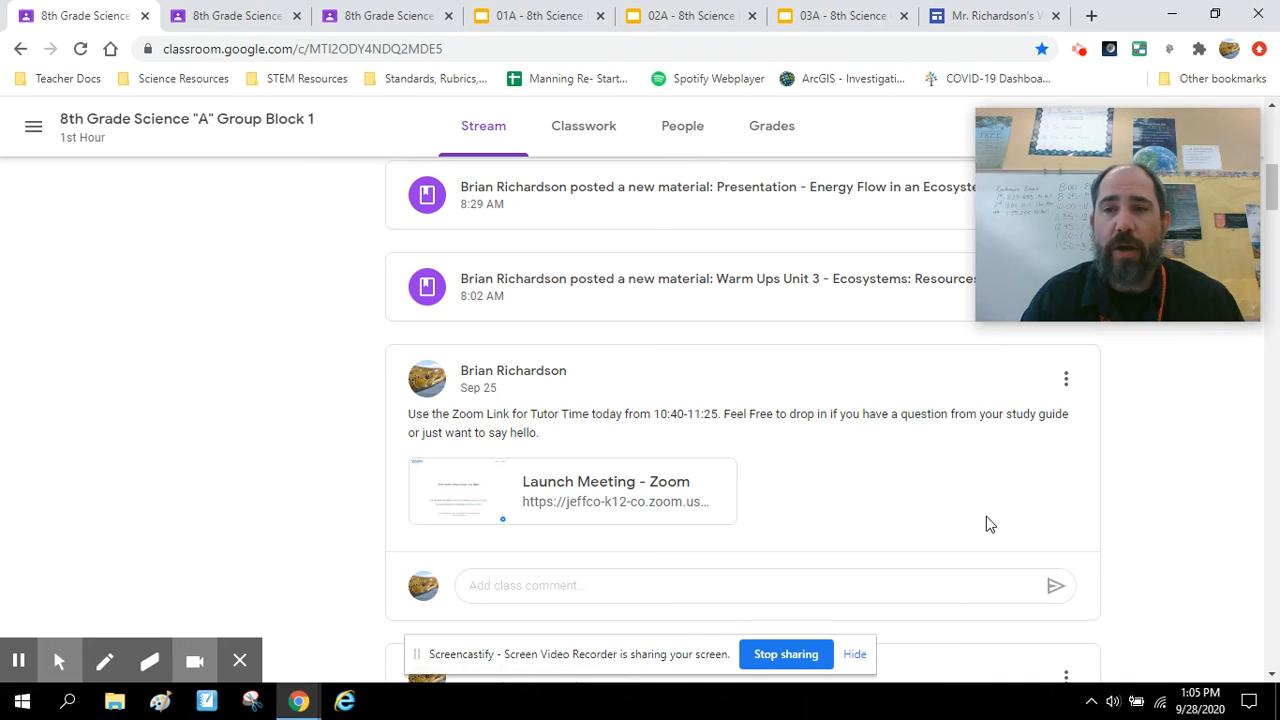 8th Grade Science
8th Grade Science
8th Grade Science
01A - 8th Science
02A - 8th Science
03A - 8th Science
Mr. Richardson's
classroom.google.com/c/MTI2ODY4NDQ2MDE5
Teacher Docs
Science Resources
STEM Resources
Standards, Rubrics,...
Manning Re- Start...
Spotify Webplayer
ArcGIS - Investigati...
COVID-19 Dashboa...
Other bookmarks
8th Grade Science "A" Group Block 1
1st Hour
Stream
Classwork
People
Grades
Brian Richardson posted a new material: Presentation - Energy Flow in an Ecosyste
8:29 AM
Brian Richardson posted a new material: Warm Ups Unit 3 - Ecosystems: Resources
8:02 AM
Brian Richardson
Sep 25
Use the Zoom Link for Tutor Time today from 10:40-11:25. Feel Free to drop in if you have a question from your study guide
or just want to say hello.
zoom
Launch Meeting - Zoom
https://jeffco-k12-co.zoom.us...
Add class comment...
Screencastify - Screen Video Recorder is sharing your screen.
Stop sharing
Hide
1:05 PM
9/28/2020